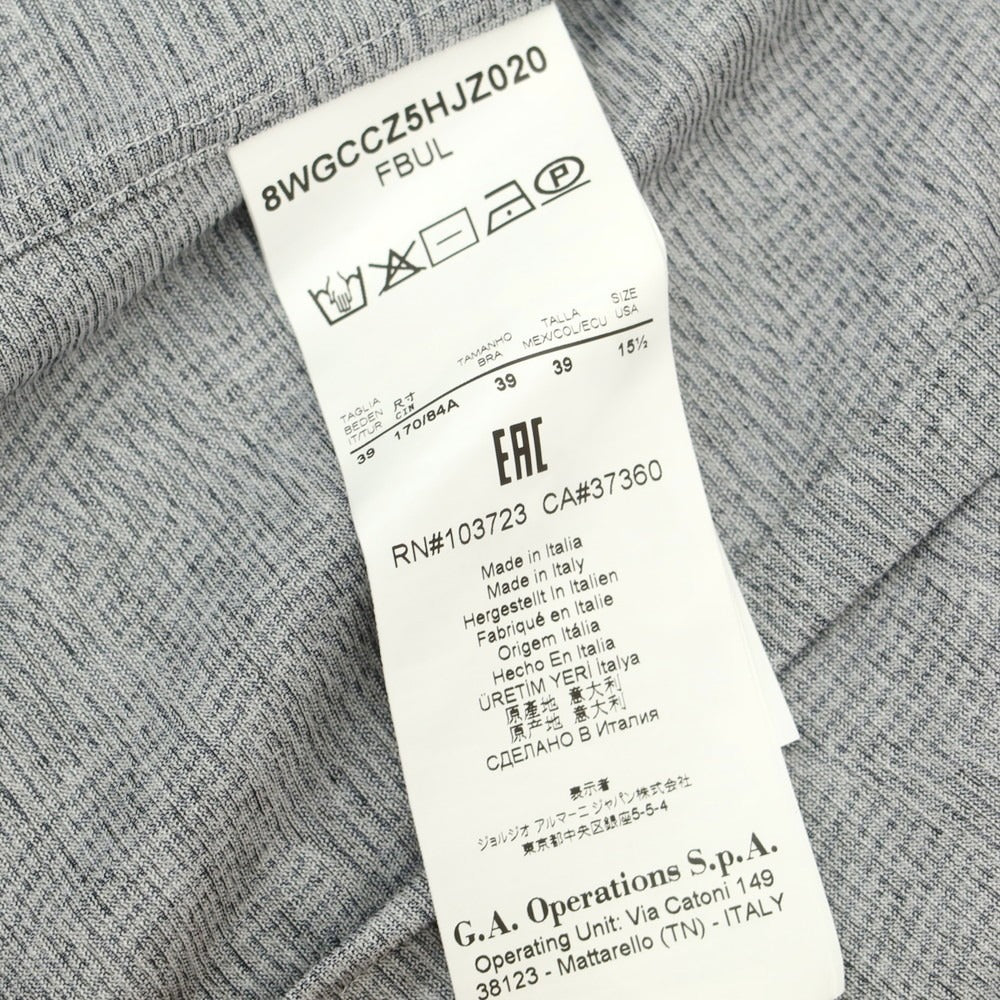 8WGCCZ5HJZ020
FBUL
P
TAGLIA BEDEN IT/TUR 尺寸 CIN TAMANHO BRA TALLA MEX/COL/ECU SIZE USA
39 170/84A 39 39 15½
EAC
RN#103723 CA#37360
Made in Italia
Made in Italy
Hergestellt In Italien
Fabriqué en Italie
Origem Itália
Hecho En Italia
ÜRETİM YERİ İtalya
原產地 意大利
原产地 意大利
СДЕЛАНО В Италия
表示者
ジョルジオ アルマーニ ジャパン株式会社
東京都中央区銀座5-5-4
G.A. Operations S.p.A.
Operating Unit: Via Catoni 149
38123 - Mattarello (TN) - ITALY